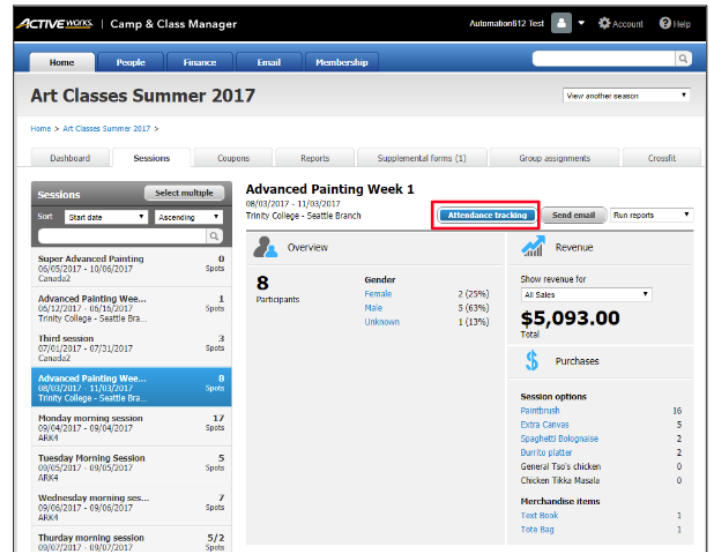 ACTIVE WORKS. | Camp & Class Manager
Automation612 Test
Account
Help
Home
People
Finance
Email
Membership
Art Classes Summer 2017
View another season
Home > Art Classes Summer 2017 >
Dashboard
Sessions
Coupons
Reports
Supplemental forms (1)
Group assignments
Crossfit
Sessions
Select multiple
Sort
Start date
Ascending
Super Advanced Painting 0
06/05/2017 - 10/06/2017 Spots
Canada2
Advanced Painting Wee... 1
05/12/2017 - 05/16/2017 Spots
Trinity College - Seattle Bra...
Third session 3
07/01/2017 - 07/31/2017 Spots
Canada2
Advanced Painting Wee... 8
08/03/2017 - 11/03/2017 Spots
Trinity College - Seattle Bra...
Monday morning session 17
09/04/2017 - 09/04/2017 Spots
ARK4
Tuesday Morning Session 5
09/05/2017 - 09/05/2017 Spots
ARK4
Wednesday morning ses... 7
09/06/2017 - 09/06/2017 Spots
ARK4
Thurday morning session 5/2
09/07/2017 - 09/07/2017 Spots
Advanced Painting Week 1
08/03/2017 - 11/03/2017
Trinity College - Seattle Branch
Attendance tracking
Send email
Run reports
Overview
8
Participants
Gender
Female 2 (25%)
Male 5 (63%)
Unknown 1 (13%)
Revenue
Show revenue for
All Sales
$5,093.00
Total
Purchases
Session options
Paintbrush 16
Extra Canvas 5
Spaghetti Bolognaise 2
Burrito platter 2
General Tso's chicken 0
Chicken Tikka Masala 0
Merchandise items
Text Book 1
Tote Bag 1